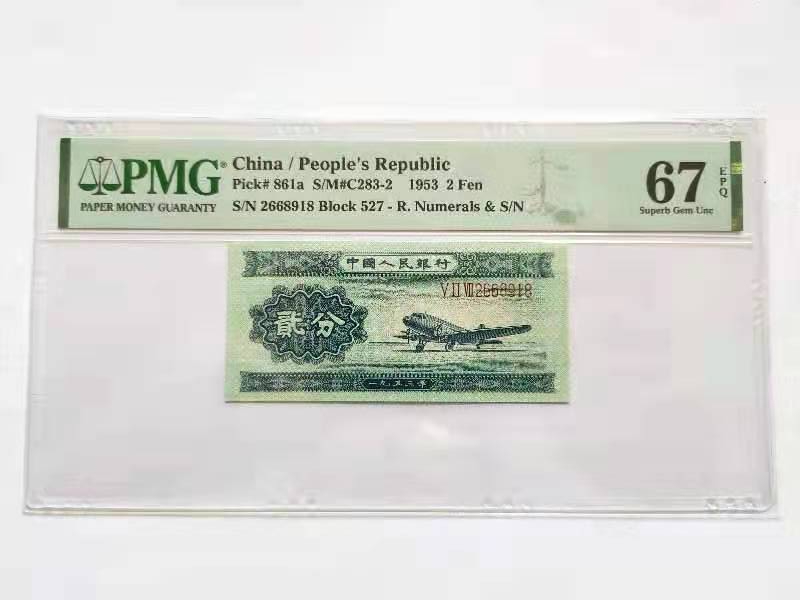 PMG®
PAPER MONEY GUARANTY
China / People's Republic
Pick# 861a S/M#C283-2 1953 2 Fen
S/N 2668918 Block 527 - R. Numerals & S/N
67
EPQ
Superb Gem Unc
中國人民銀行
V II VII 2668918
貳分
一九五三年